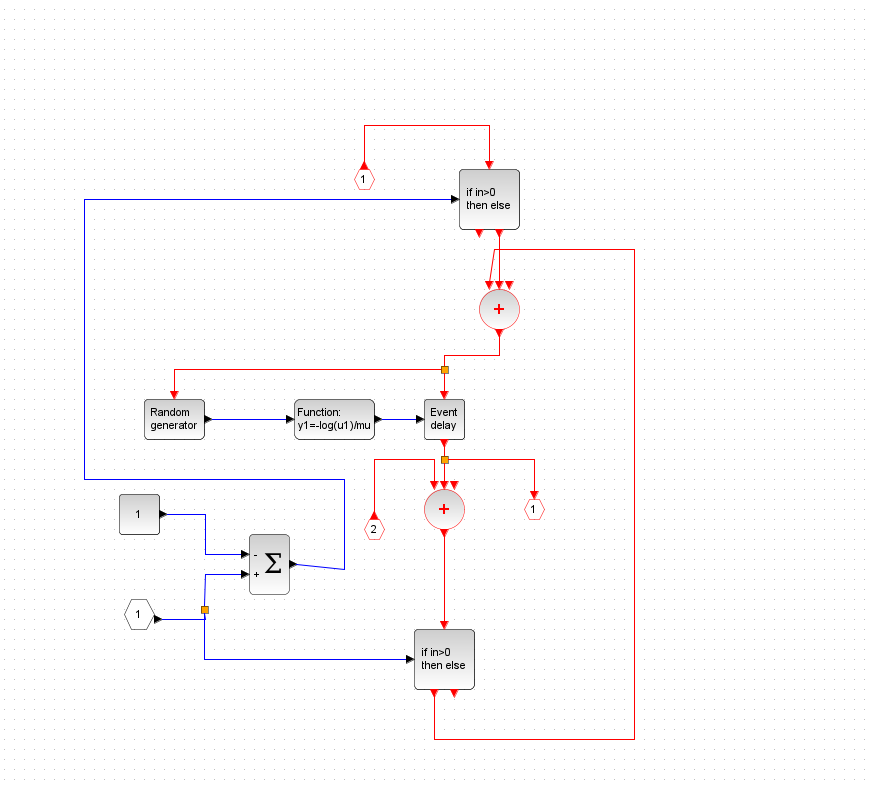 1
if in>0
then else
+
Random
generator
Function:
y1=-log(u1)/mu
Event
delay
2
+
1
1
-
Σ
+
1
if in>0
then else